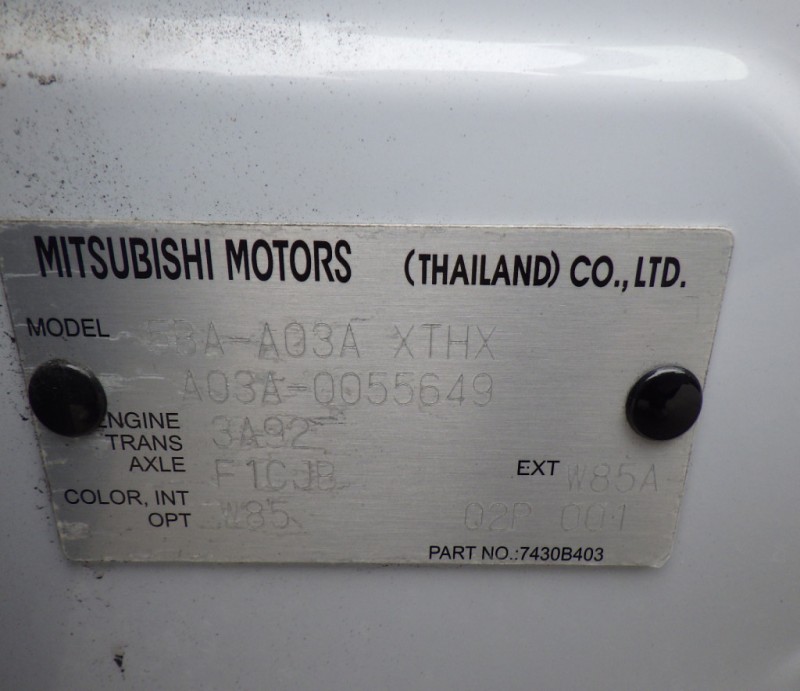 MITSUBISHI MOTORS (THAILAND) CO., LTD.
MODEL A03A XTHX
A03A-0055649
ENGINE 3A92
TRANS
AXLE F1CJB EXT W85A
COLOR, INT W85
OPT 02P 001
PART NO.:7430B403